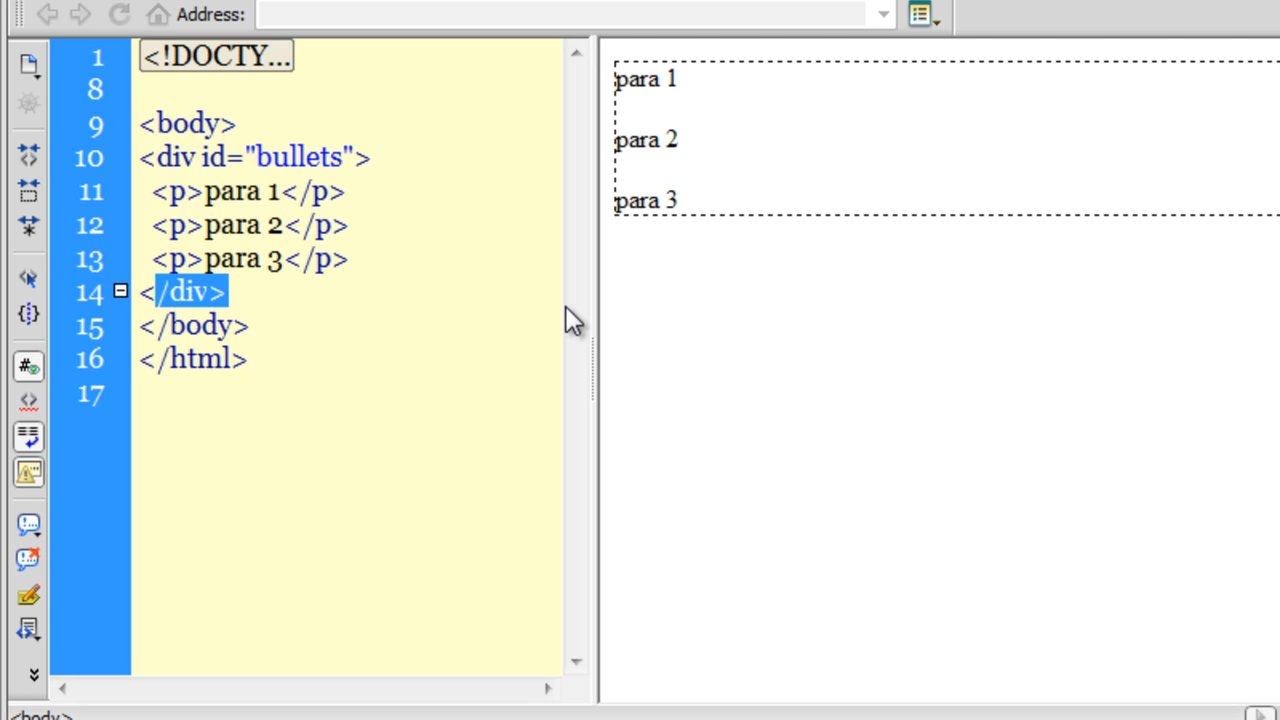 Address:
1 <!DOCTY...
8
9 <body>
10 <div id="bullets">
11 <p>para 1</p>
12 <p>para 2</p>
13 <p>para 3</p>
14 </div>
15 </body>
16 </html>
17
para 1
para 2
para 3
<body>